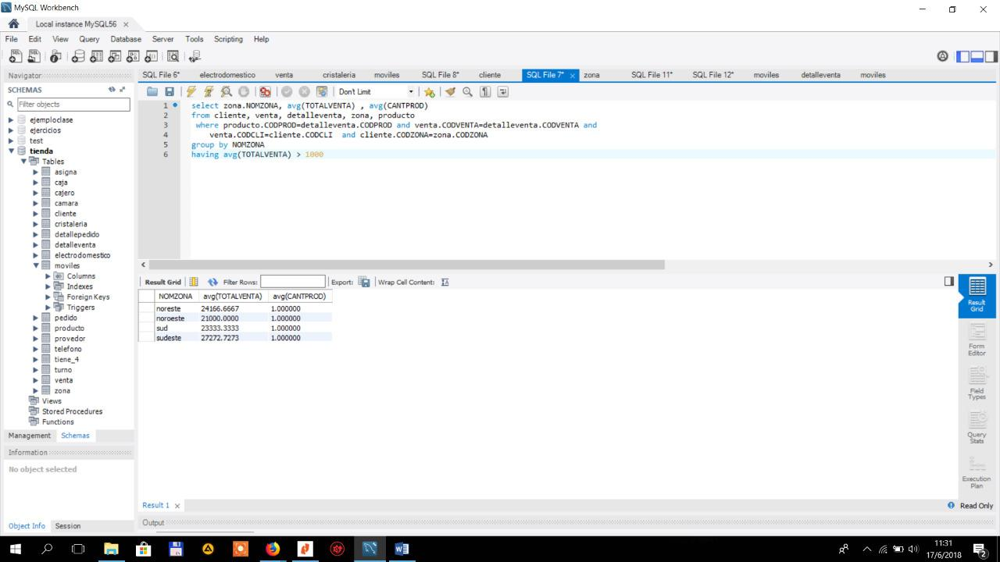 MySQL Workbench
Local instance MySQL56
File Edit View Query Database Server Tools Scripting Help
Navigator
SCHEMAS
Filter objects
ejemploclase
ejercicios
test
tienda
Tables
asigna
caja
cajero
camara
cliente
cristaleria
detallepedido
detalleventa
electrodomestico
moviles
Columns
Indexes
Foreign Keys
Triggers
pedido
producto
provedor
telefono
tiene_4
turno
venta
zona
Views
Stored Procedures
Functions
Management Schemas
Information
No object selected
Object Info Session
SQL File 6* electrodomestico venta cristaleria moviles SQL File 8* cliente SQL File 7* zona SQL File 11* SQL File 12* moviles detalleventa moviles
Don't Limit
1 select zona.NOMZONA, avg(TOTALVENTA) , avg(CANTPROD)
2 from cliente, venta, detalleventa, zona, producto
3 where producto.CODPROD=detalleventa.CODPROD and venta.CODVENTA=detalleventa.CODVENTA and
4 venta.CODCLI=cliente.CODCLI and cliente.CODZONA=zona.CODZONA
5 group by NOMZONA
6 having avg(TOTALVENTA) > 1000
Result Grid Filter Rows: Export: Wrap Cell Content:
NOMZONA avg(TOTALVENTA) avg(CANTPROD)
noreste 24166.6667 1.000000
noroeste 21000.0000 1.000000
sud 23333.3333 1.000000
sudeste 27272.7273 1.000000
Result Grid
Form Editor
Field Types
Query Stats
Execution Plan
Result 1
Read Only
Output
11:31
17/6/2018
2